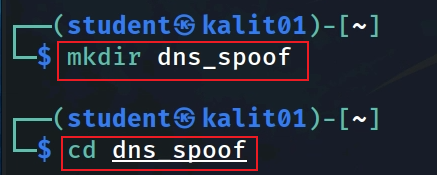 ┌──(student㉿kalit01)-[~]
└─$ mkdir dns_spoof
┌──(student㉿kalit01)-[~]
└─$ cd dns_spoof